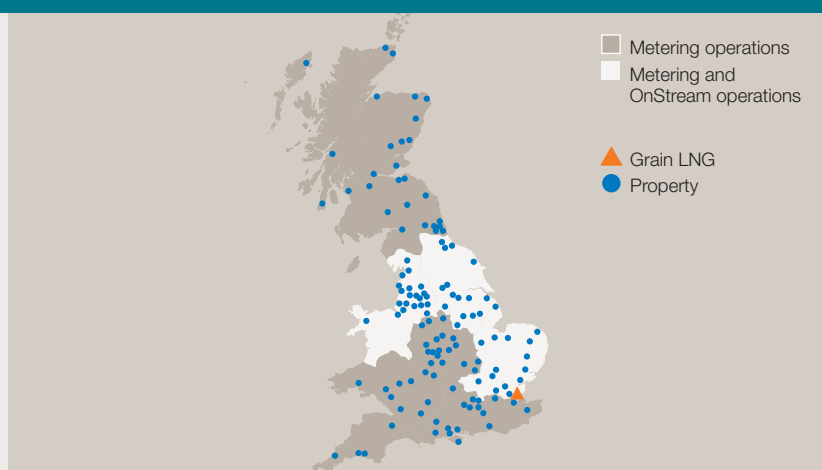 Metering operations
Metering and
OnStream operations
Grain LNG
Property